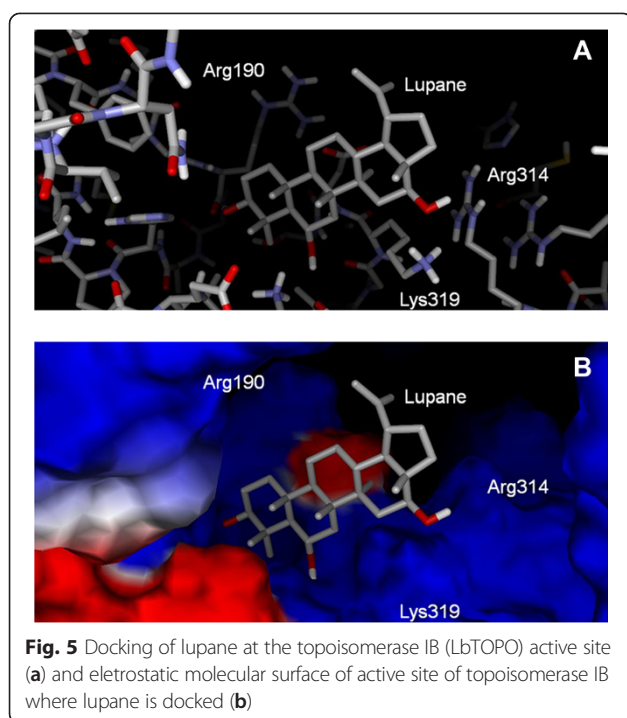 A
Arg190
Lupane
Arg314
Lys319
B
Arg190
Lupane
Arg314
Lys319
Fig. 5 Docking of lupane at the topoisomerase IB (LbTOPO) active site
(a) and eletrostatic molecular surface of active site of topoisomerase IB
where lupane is docked (b)